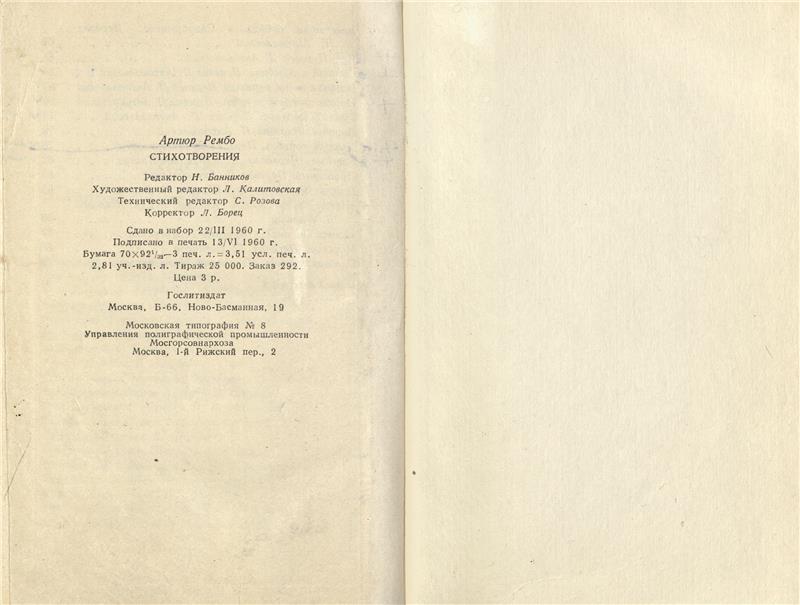 Артюр Рембо
СТИХОТВОРЕНИЯ
Редактор Н. Банников
Художественный редактор Л. Калитовская
Технический редактор С. Розова
Корректор Л. Борец
Сдано в набор 22/III 1960 г.
Подписано в печать 13/VI 1960 г.
Бумага 70×92¹/₃₂—3 печ. л.=3,51 усл. печ. л.
2,81 уч.-изд. л. Тираж 25 000. Заказ 292.
Цена 3 р.
Гослитиздат
Москва, Б-66, Ново-Басманная, 19
Московская типография № 8
Управления полиграфической промышленности
Мосгорсовнархоза
Москва, 1-й Рижский пер., 2